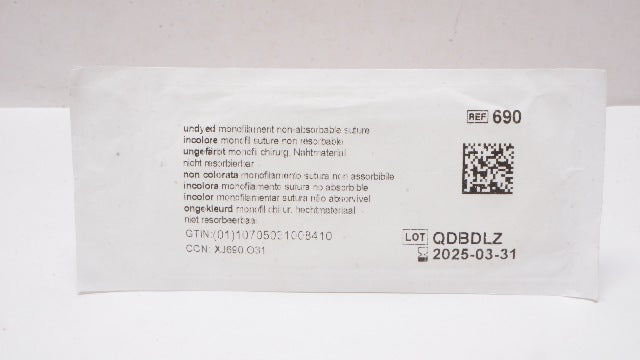 undyed monofilament non-absorbable suture
incolore monofil suture non resorbable
ungefärbt monofil chirurg. Nahtmaterial
nicht resorbierbar
non colorata monofilamento sutura non assorbibile
incolora monofilamento sutura no absorbible
incolor monofilamentar sutura não absorvível
ongekleurd monofil chirur. hechtmateriaal
niet resorbeerbaar
GTIN:(01)10705031008410
CCN: XJ690.O31
REF 690
LOT QDBDLZ
2025-03-31